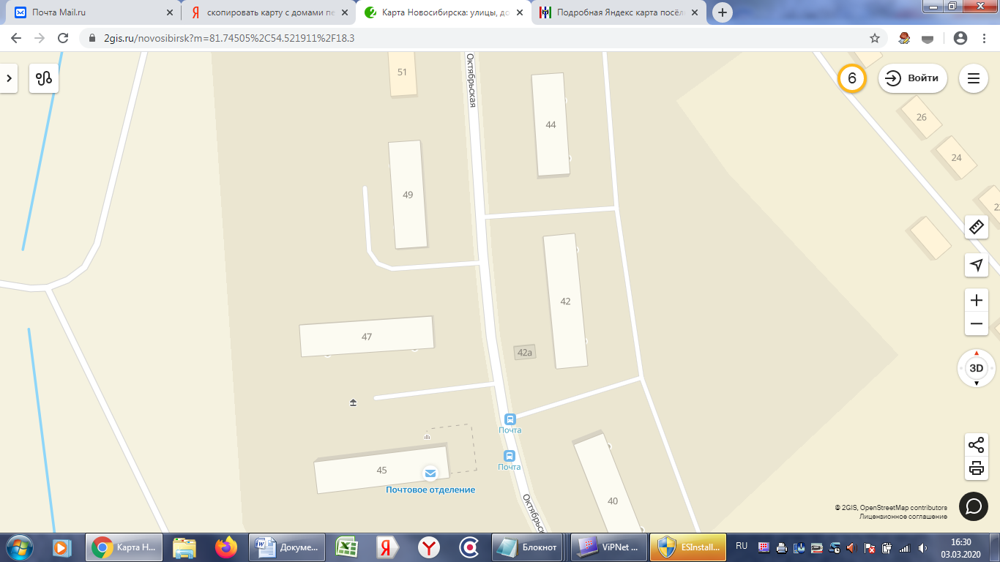 Почта Mail.ru
скопировать карту с домами пе
Карта Новосибирска: улицы, до
Подробная Яндекс карта посёл
2gis.ru/novosibirsk?m=81.74505%2C54.521911%2F18.3
6
Войти
51
Октябрьская
44
26
24
49
42
47
42а
3D
Почта
Почта
45
Почтовое отделение
40
Октябрьс
© 2GIS, OpenStreetMap contributors
Лицензионное соглашение
Карта Н...
Докуме...
Блокнот
ViPNet ...
ESInstall...
RU
16:30
03.03.2020